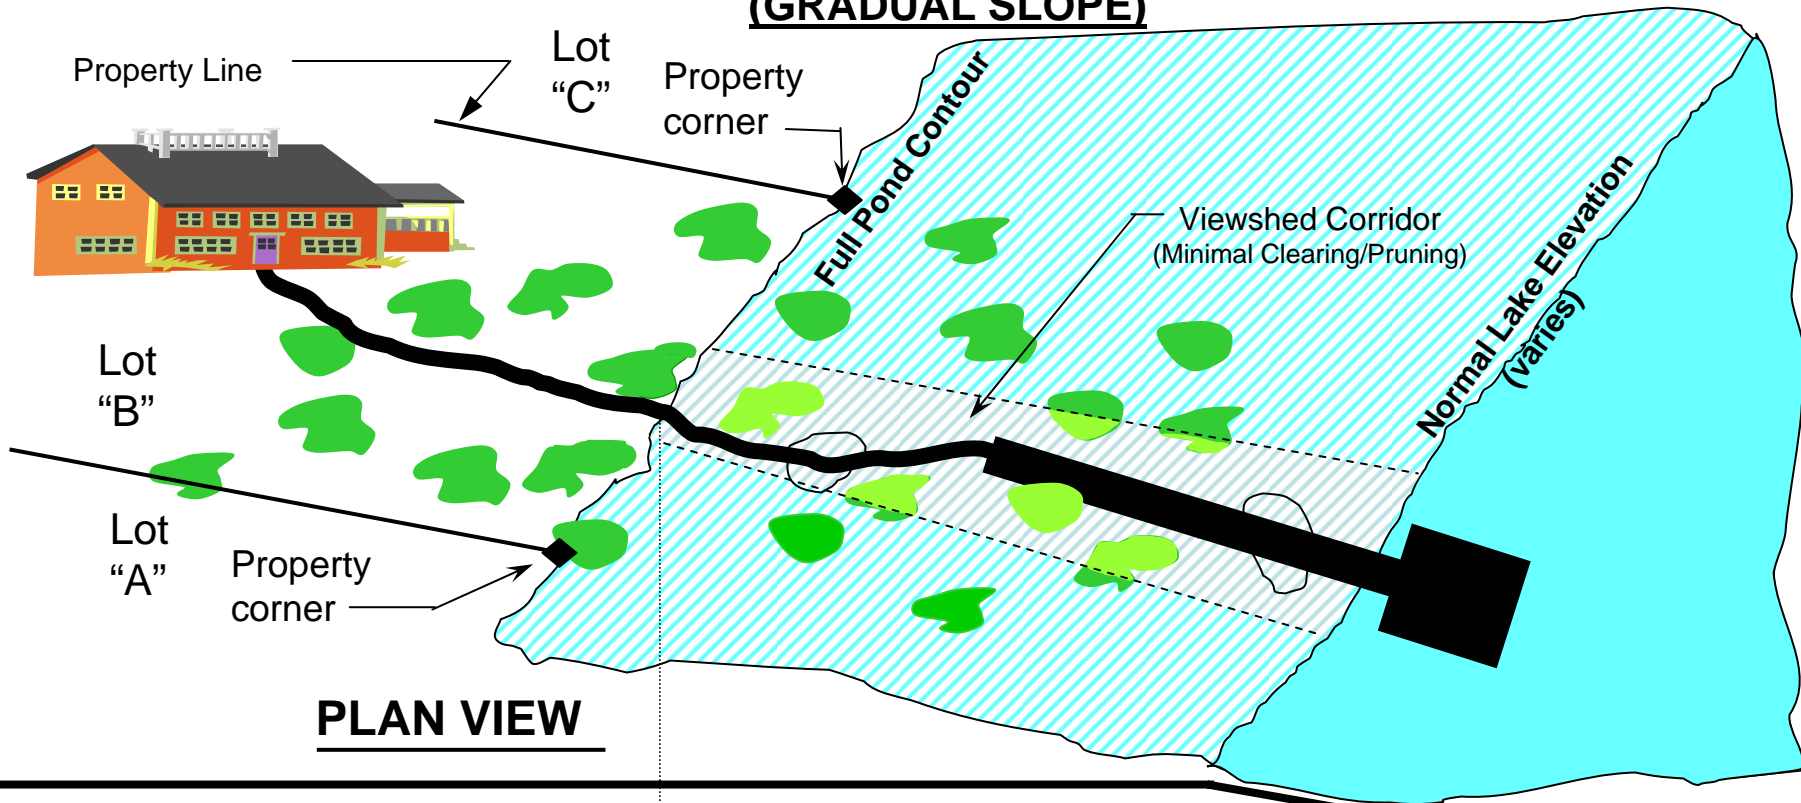 (GRADUAL SLOPE)
Property Line
Lot
“C”
Property
corner
Full Pond Contour
Viewshed Corridor
(Minimal Clearing/Pruning)
Normal Lake Elevation
(varies)
Lot
“B”
Lot
“A”
Property
corner
PLAN VIEW